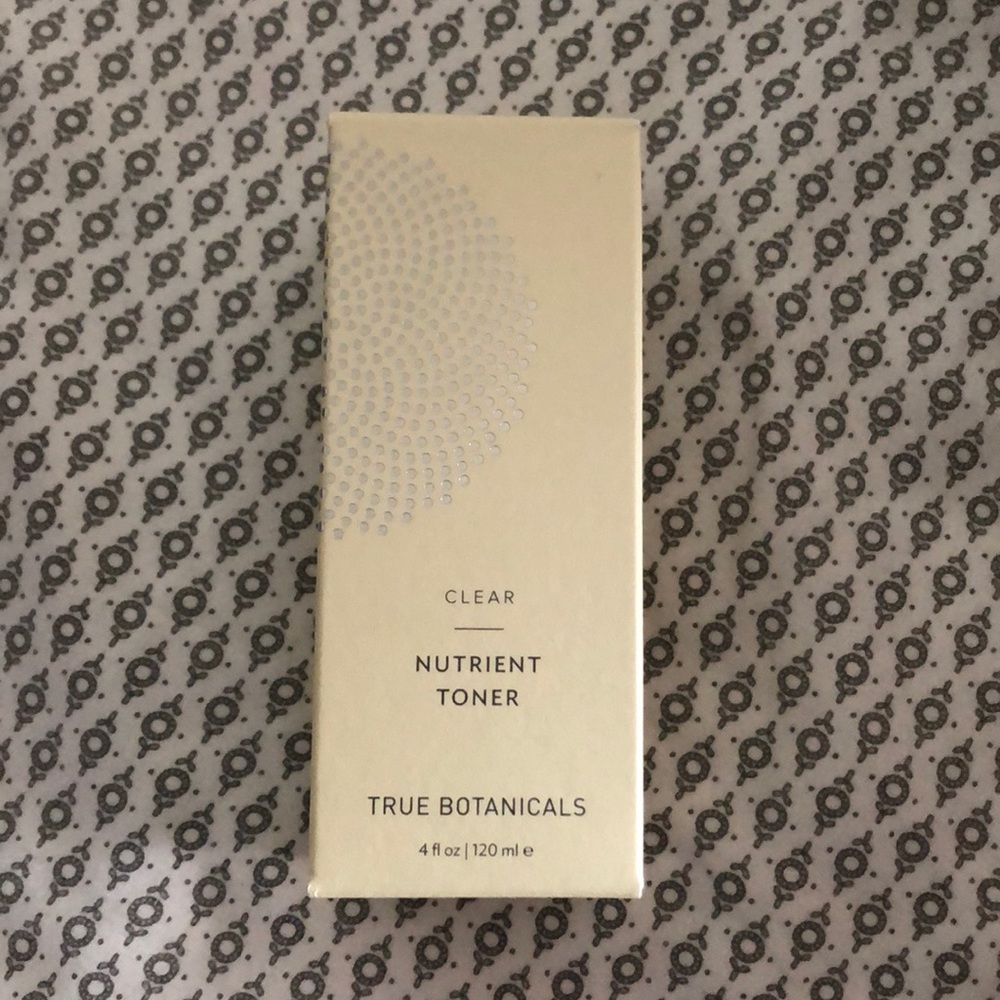 CLEAR
NUTRIENT
TONER
TRUE BOTANICALS
4 fl oz | 120 ml e